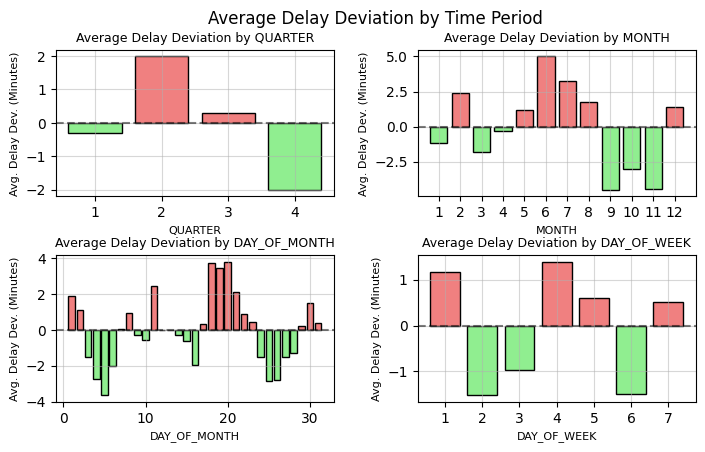 Average Delay Deviation by Time Period
Average Delay Deviation by QUARTER
Avg. Delay Dev. (Minutes)
2
1
0
−1
−2
1 2 3 4
QUARTER
Average Delay Deviation by MONTH
Avg. Delay Dev. (Minutes)
5.0
2.5
0.0
−2.5
1 2 3 4 5 6 7 8 9 10 11 12
MONTH
Average Delay Deviation by DAY_OF_MONTH
Avg. Delay Dev. (Minutes)
4
2
0
−2
−4
0 10 20 30
DAY_OF_MONTH
Average Delay Deviation by DAY_OF_WEEK
Avg. Delay Dev. (Minutes)
1
0
−1
1 2 3 4 5 6 7
DAY_OF_WEEK